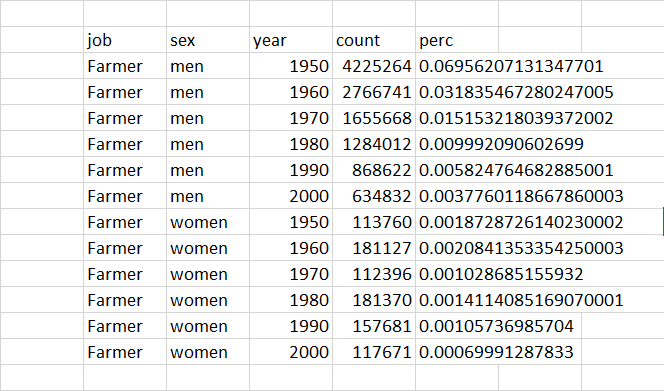 job sex year count perc
Farmer men 1950 4225264 0.06956207131347701
Farmer men 1960 2766741 0.031835467280247005
Farmer men 1970 1655668 0.015153218039372002
Farmer men 1980 1284012 0.009992090602699
Farmer men 1990 868622 0.005824764682885001
Farmer men 2000 634832 0.0037760118667860003
Farmer women 1950 113760 0.0018728726140230002
Farmer women 1960 181127 0.0020841353354250003
Farmer women 1970 112396 0.001028685155932
Farmer women 1980 181370 0.0014114085169070001
Farmer women 1990 157681 0.00105736985704
Farmer women 2000 117671 0.00069991287833